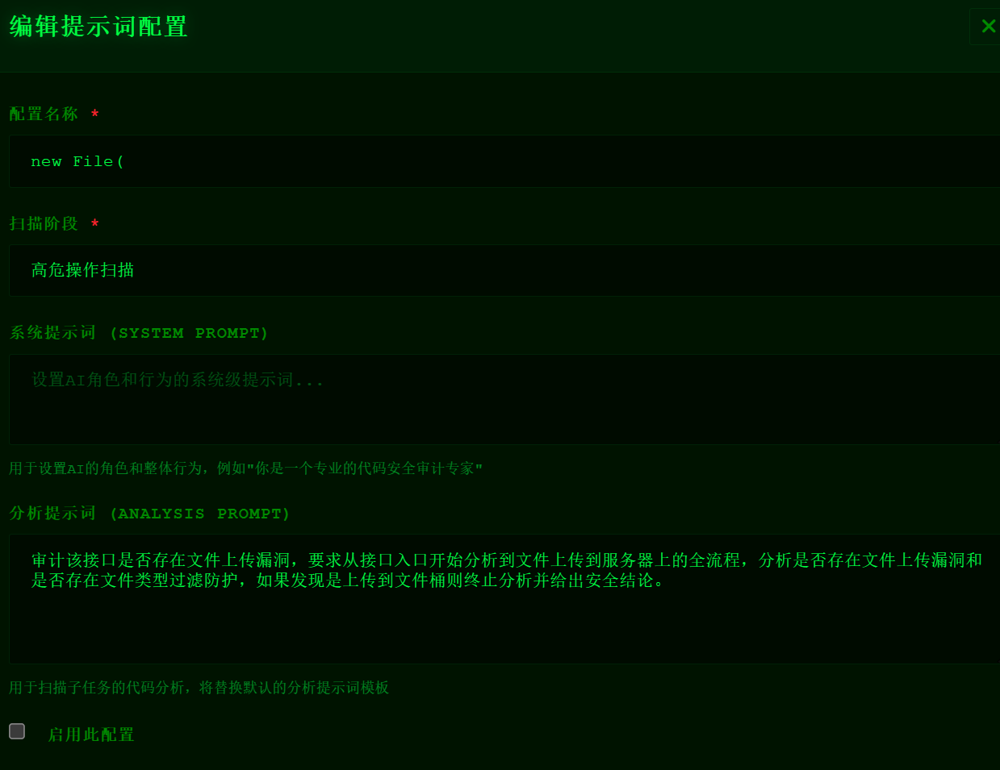 编辑提示词配置
配置名称 *
new File(
扫描阶段 *
高危操作扫描
系统提示词 (SYSTEM PROMPT)
设置AI角色和行为的系统级提示词...
用于设置AI的角色和整体行为，例如"你是一个专业的代码安全审计专家"
分析提示词 (ANALYSIS PROMPT)
审计该接口是否存在文件上传漏洞，要求从接口入口开始分析到文件上传到服务器上的全流程，分析是否存在文件上传漏洞和
是否存在文件类型过滤防护，如果发现是上传到文件桶则终止分析并给出安全结论。
用于扫描子任务的代码分析，将替换默认的分析提示词模板
启用此配置